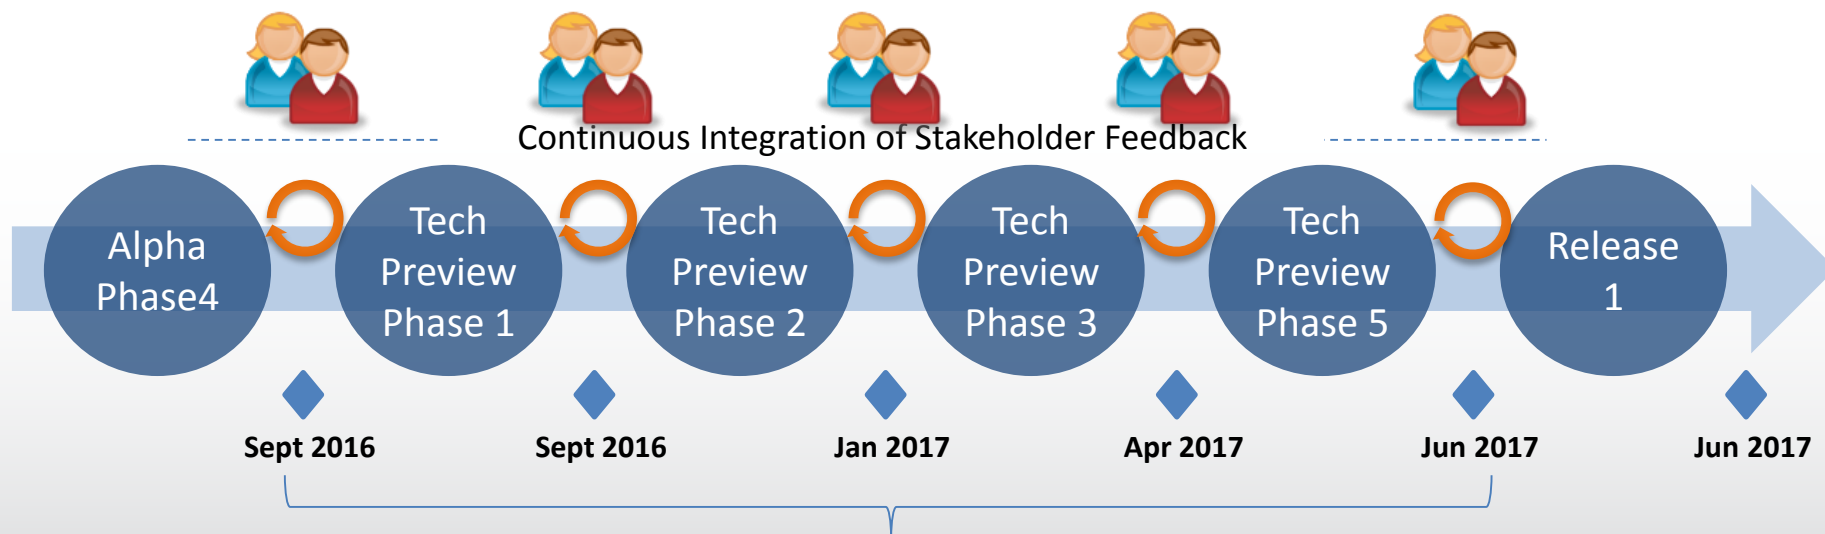 Continuous Integration of Stakeholder Feedback
Alpha
Phase4
Tech
Preview
Phase 1
Tech
Preview
Phase 2
Tech
Preview
Phase 3
Tech
Preview
Phase 5
Release
1
Sept 2016
Sept 2016
Jan 2017
Apr 2017
Jun 2017
Jun 2017